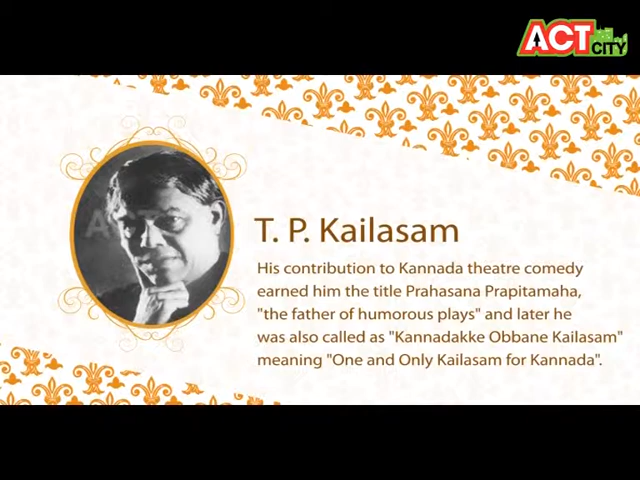 ACT
CITY
T. P. Kailasam
His contribution to Kannada theatre comedy
earned him the title Prahasana Prapitamaha,
"the father of humorous plays" and later he
was also called as "Kannadakke Obbane Kailasam"
meaning "One and Only Kailasam for Kannada".